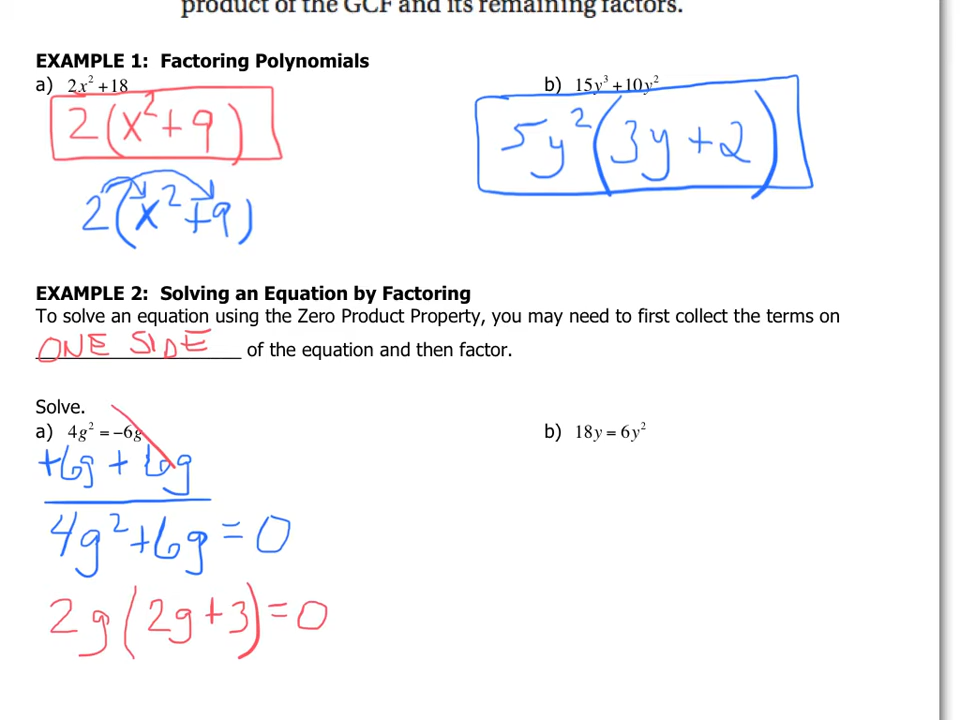 product of the GCF and its remaining factors.
EXAMPLE 1: Factoring Polynomials
a) 2x² +18
2(x²+9)
2(x²+9)
b) 15y³ +10y²
5y²(3y+2)
EXAMPLE 2: Solving an Equation by Factoring
To solve an equation using the Zero Product Property, you may need to first collect the terms on
ONE SIDE of the equation and then factor.
Solve.
a) 4g² = −6g
+6g + 6g
4g²+6g=0
2g(2g+3)=0
b) 18y = 6y²